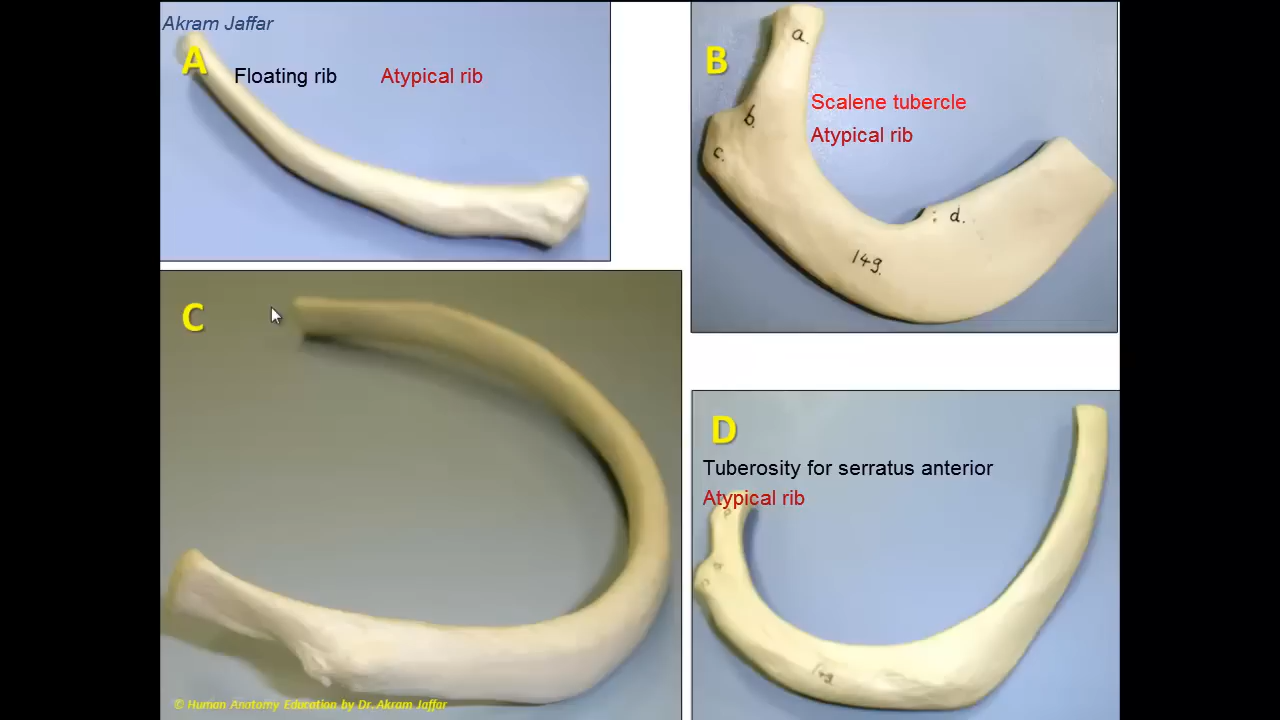 Akram Jaffar
A
Floating rib Atypical rib
B
a.
Scalene tubercle
b.
Atypical rib
c.
d.
149.
C
D
Tuberosity for serratus anterior
Atypical rib
© Human Anatomy Education by Dr. Akram Jaffar